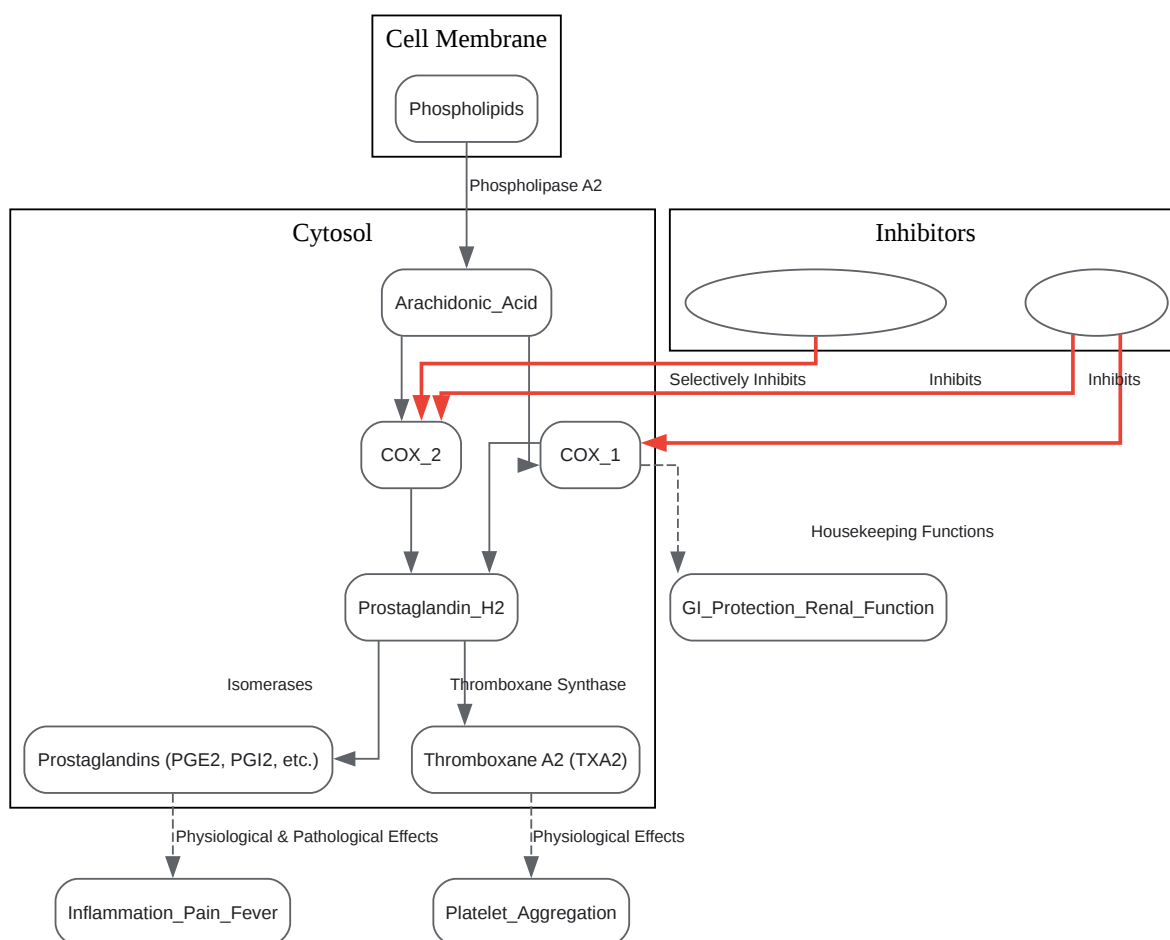 Cell Membrane
Phospholipids
Phospholipase A2
Cytosol
Inhibitors
Arachidonic_Acid
Selectively Inhibits
Inhibits
Inhibits
COX_2
COX_1
Housekeeping Functions
Prostaglandin_H2
GI_Protection_Renal_Function
Isomerases
Thromboxane Synthase
Prostaglandins (PGE2, PGI2, etc.)
Thromboxane A2 (TXA2)
Physiological & Pathological Effects
Physiological Effects
Inflammation_Pain_Fever
Platelet_Aggregation